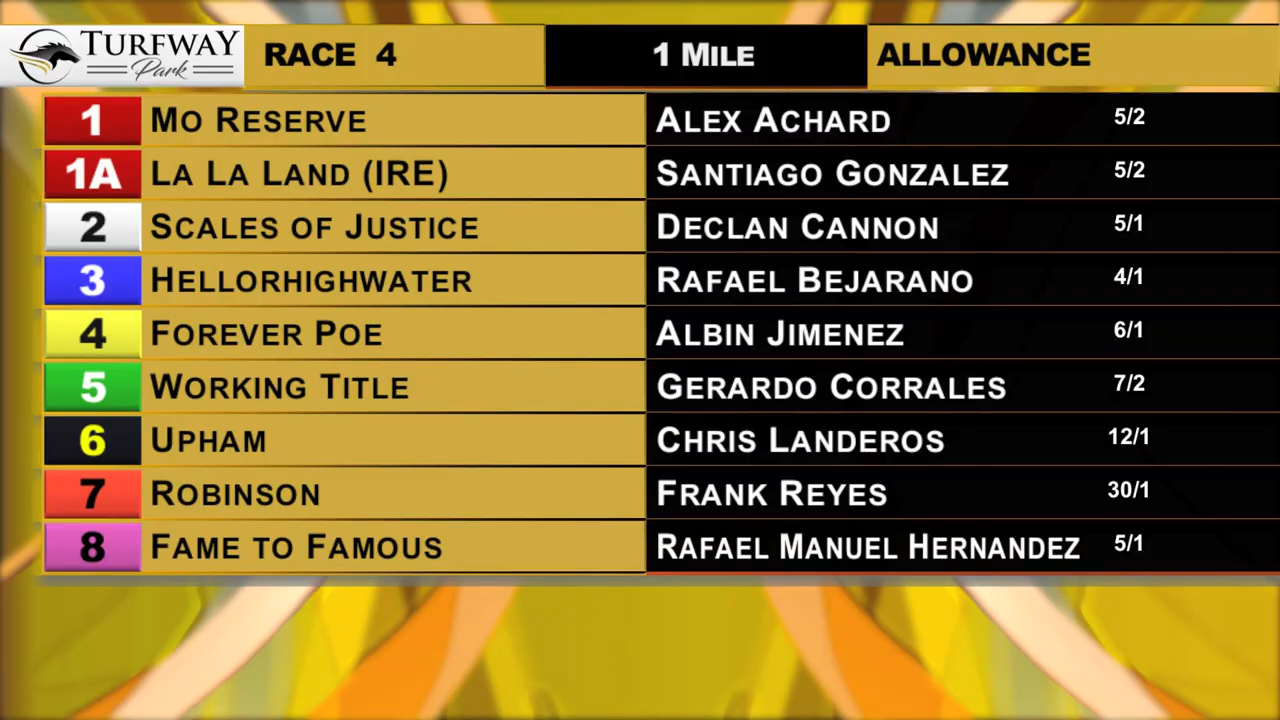 TURFWAY Park RACE 4 1 MILE ALLOWANCE
1 MO RESERVE ALEX ACHARD 5/2
1A LA LA LAND (IRE) SANTIAGO GONZALEZ 5/2
2 SCALES OF JUSTICE DECLAN CANNON 5/1
3 HELLORHIGHWATER RAFAEL BEJARANO 4/1
4 FOREVER POE ALBIN JIMENEZ 6/1
5 WORKING TITLE GERARDO CORRALES 7/2
6 UPHAM CHRIS LANDEROS 12/1
7 ROBINSON FRANK REYES 30/1
8 FAME TO FAMOUS RAFAEL MANUEL HERNANDEZ 5/1